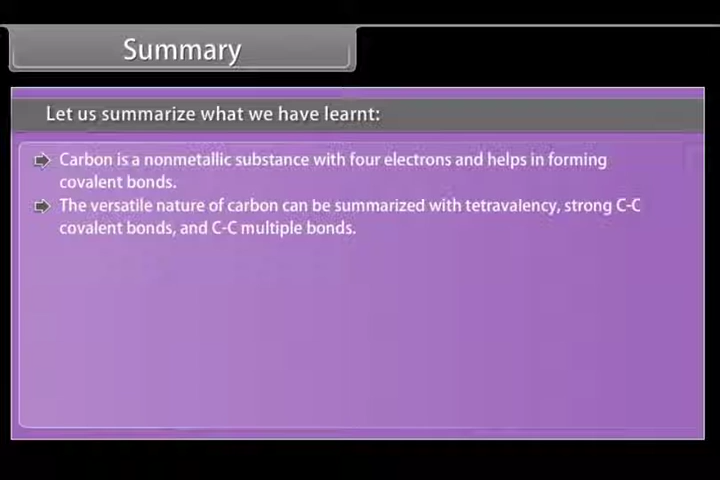 Summary
Let us summarize what we have learnt:
Carbon is a nonmetallic substance with four electrons and helps in forming
covalent bonds.
The versatile nature of carbon can be summarized with tetravalency, strong C-C
covalent bonds, and C-C multiple bonds.